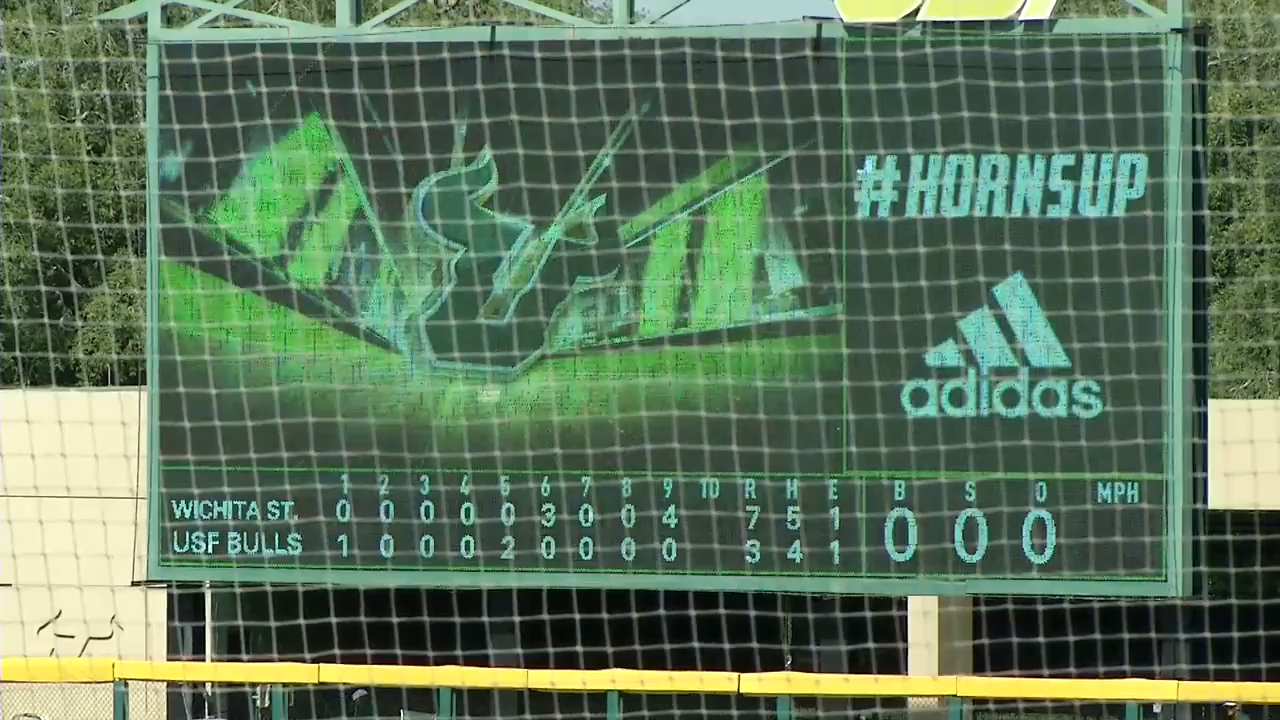 #HORNSUP
adidas
1 2 3 4 5 6 7 8 9 10 R H E B S O MPH
WICHITA ST. 0 0 0 0 0 3 0 0 4 7 5 1
USF BULLS 1 0 0 0 2 0 0 0 0 3 4 1
0 0 0